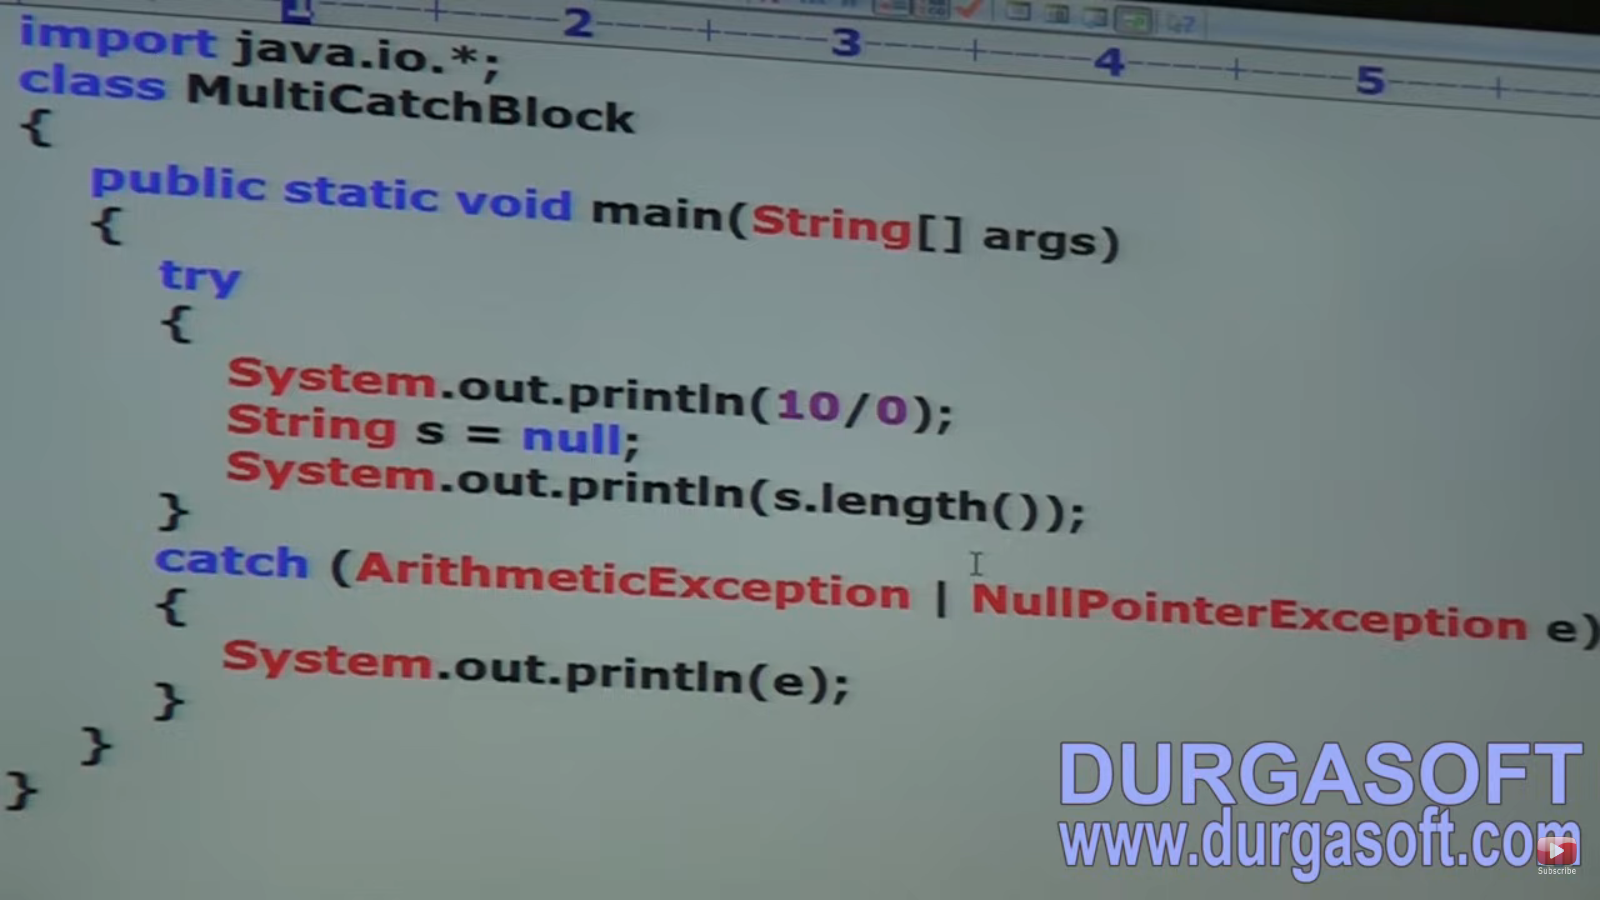 1 2 3 4 5
import java.io.*;
class MultiCatchBlock
{
public static void main(String[] args)
{
try
{
System.out.println(10/0);
String s = null;
System.out.println(s.length());
}
catch (ArithmeticException | NullPointerException e)
{
System.out.println(e);
}
}
}
DURGASOFT
www.durgasoft.com
Subscribe